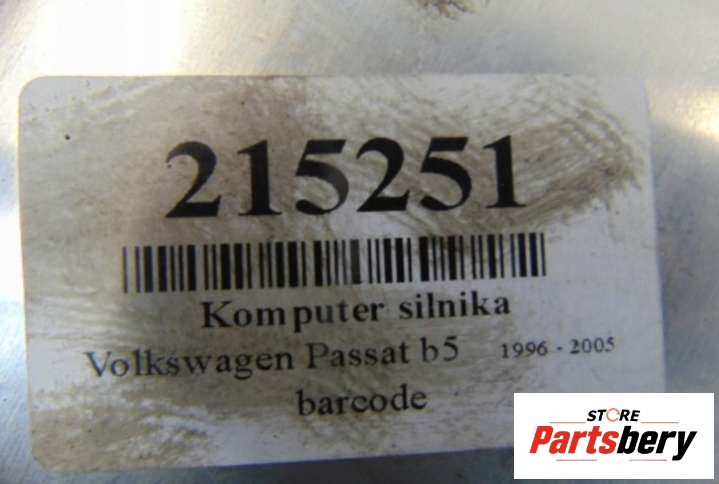 215251
Komputer silnika
Volkswagen Passat b5 1996 - 2005
barcode
STORE
Partsbery